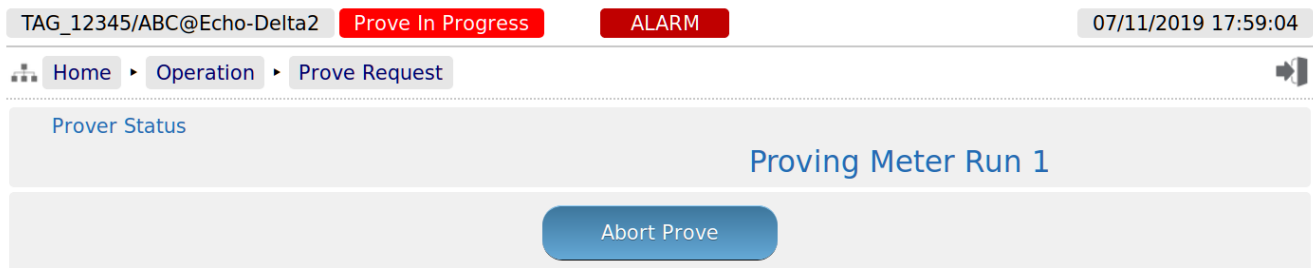 TAG_12345/ABC@Echo-Delta2 Prove In Progress ALARM 07/11/2019 17:59:04
Home ‣ Operation ‣ Prove Request
Prover Status
Proving Meter Run 1
Abort Prove